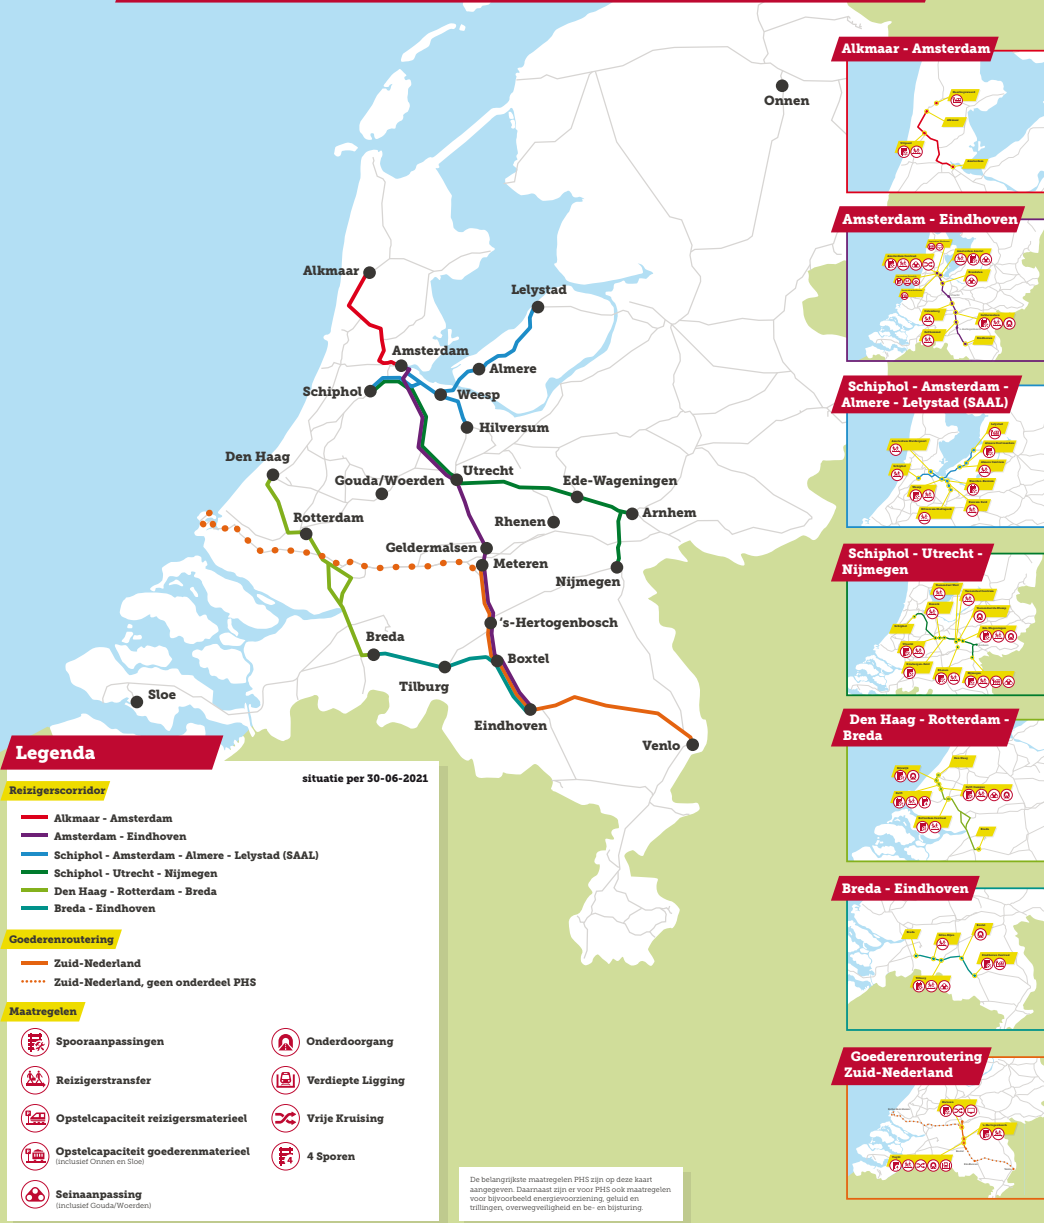 Onnen
Alkmaar
Lelystad
Amsterdam
Almere
Schiphol
Weesp
Hilversum
Den Haag
Utrecht
Gouda/Woerden
Ede-Wageningen
Rotterdam
Rhenen
Arnhem
Geldermalsen
Meteren
Nijmegen
's-Hertogenbosch
Breda
Boxtel
Tilburg
Sloe
Eindhoven
Venlo
Legenda
situatie per 30-06-2021
Reizigerscorridor
Alkmaar - Amsterdam
Amsterdam - Eindhoven
Schiphol - Amsterdam - Almere - Lelystad (SAAL)
Schiphol - Utrecht - Nijmegen
Den Haag - Rotterdam - Breda
Breda - Eindhoven
Goederenroutering
Zuid-Nederland
Zuid-Nederland, geen onderdeel PHS
Maatregelen
Spooraanpassingen
Reizigerstransfer
Opstelcapaciteit reizigersmaterieel
Opstelcapaciteit goederenmaterieel
(inclusief Onnen en Sloe)
Seinaanpassing
(inclusief Gouda/Woerden)
Onderdoorgang
Verdiepte Ligging
Vrije Kruising
4 Sporen
De belangrijkste maatregelen PHS zijn op deze kaart
aangegeven. Daarnaast zijn er voor PHS ook maatregelen
voor bijvoorbeeld energievoorziening, geluid en
trillingen, overwegveiligheid en be- en bijsturing.
Alkmaar - Amsterdam
Amsterdam - Eindhoven
Schiphol - Amsterdam -
Almere - Lelystad (SAAL)
Schiphol - Utrecht -
Nijmegen
Den Haag - Rotterdam -
Breda
Breda - Eindhoven
Goederenroutering
Zuid-Nederland